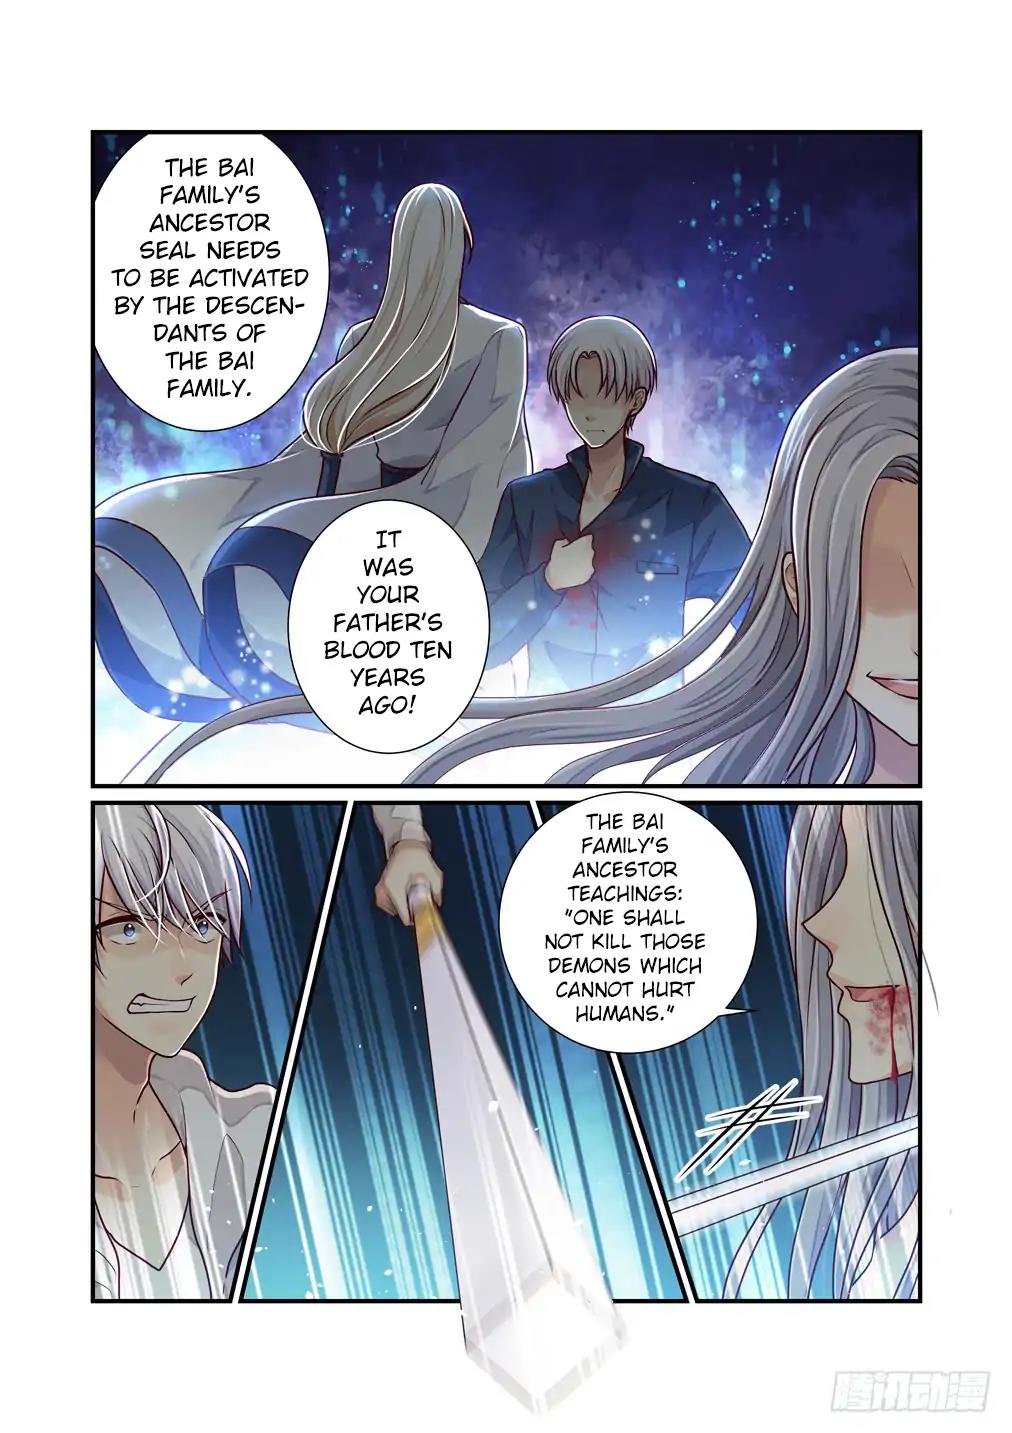 THE BAI
FAMILY'S
ANCESTOR
SEAL NEEDS
TO BE ACTIVATED
BY THE DESCEN-
DANTS OF
THE BAI
FAMILY.
IT
WAS
YOUR
FATHER'S
BLOOD TEN
YEARS
AGO!
THE BAI
FAMILY'S
ANCESTOR
TEACHINGS:
"ONE SHALL
NOT KILL THOSE
DEMONS WHICH
CANNOT HURT
HUMANS."
腾讯动漫